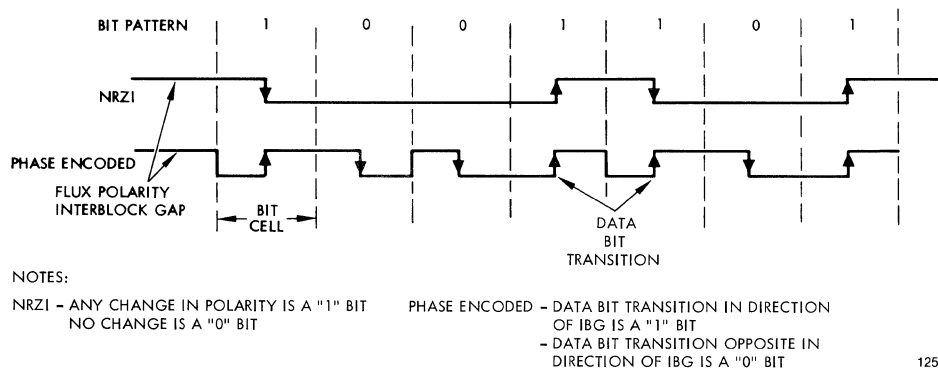 BIT PATTERN 1 0 0 1 1 0 1
NRZI
PHASE ENCODED
FLUX POLARITY
INTERBLOCK GAP
BIT
CELL
DATA
BIT
TRANSITION
NOTES:
NRZI - ANY CHANGE IN POLARITY IS A "1" BIT
NO CHANGE IS A "0" BIT
PHASE ENCODED - DATA BIT TRANSITION IN DIRECTION
OF IBG IS A "1" BIT
- DATA BIT TRANSITION OPPOSITE IN
DIRECTION OF IBG IS A "0" BIT
125